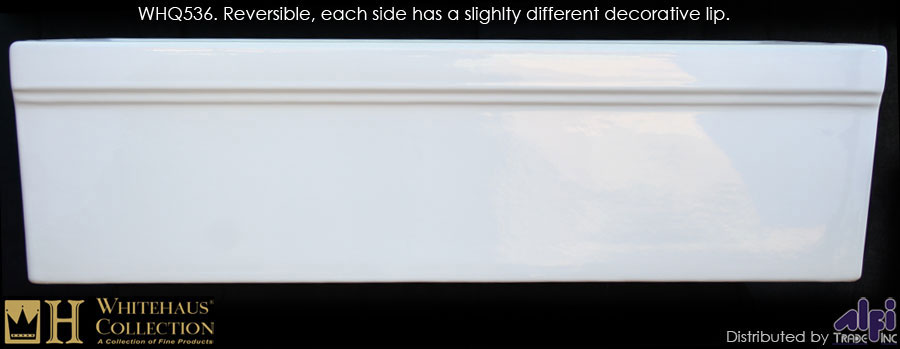 WHQ536. Reversible, each side has a slighlty different decorative lip.
H WHITEHAUS®
COLLECTION
A Collection of Fine Products
Distributed by alfi
TRADE INC